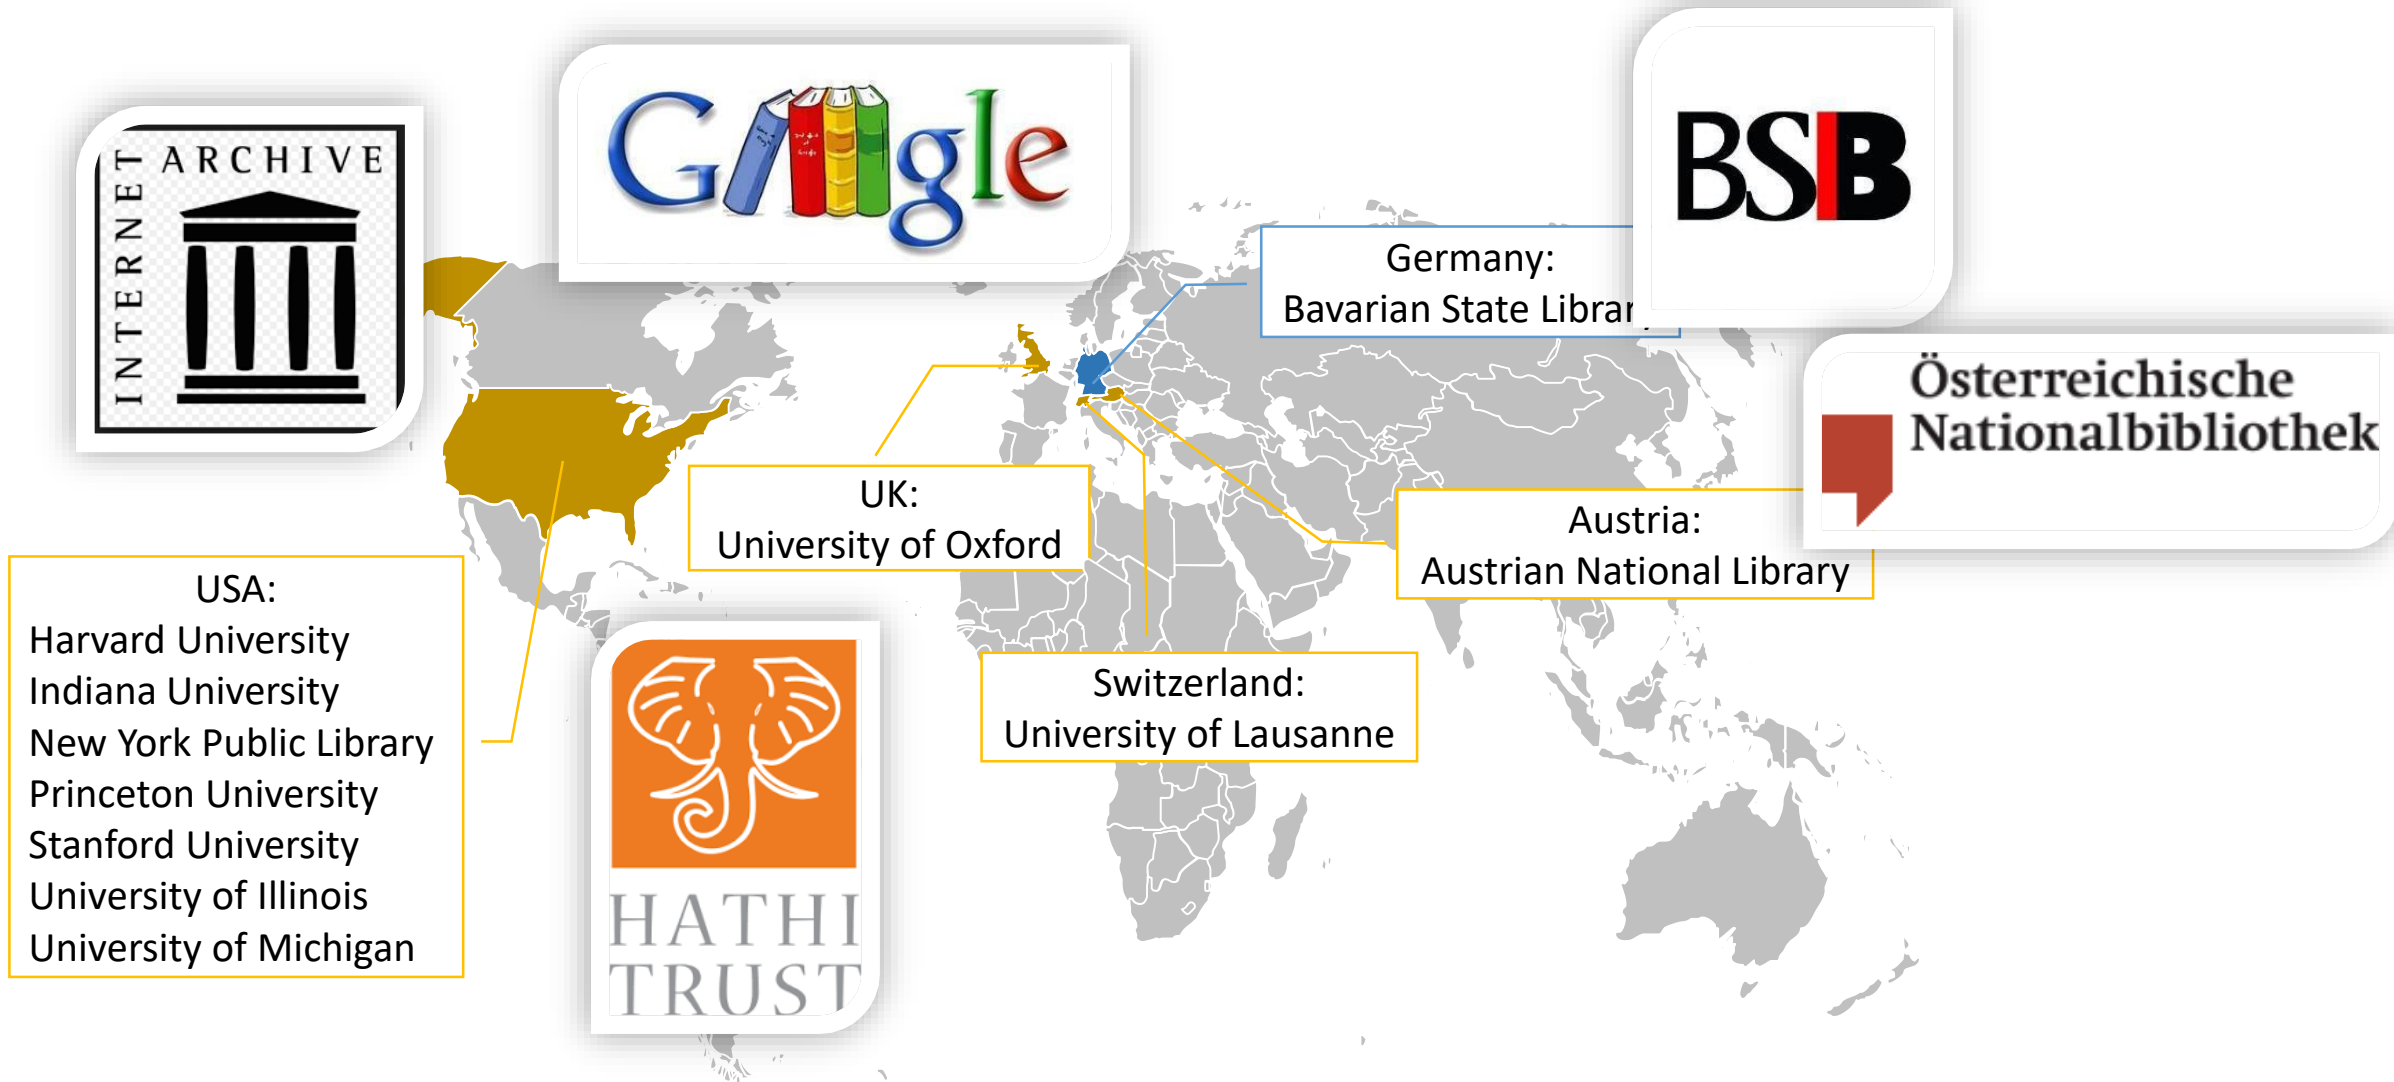 INTERNET
ARCHIVE
Google
BSB
Germany:
Bavarian State Library
Österreichische
Nationalbibliothek
UK:
University of Oxford
Austria:
Austrian National Library
USA:
Harvard University
Indiana University
New York Public Library
Princeton University
Stanford University
University of Illinois
University of Michigan
Switzerland:
University of Lausanne
HATHI
TRUST